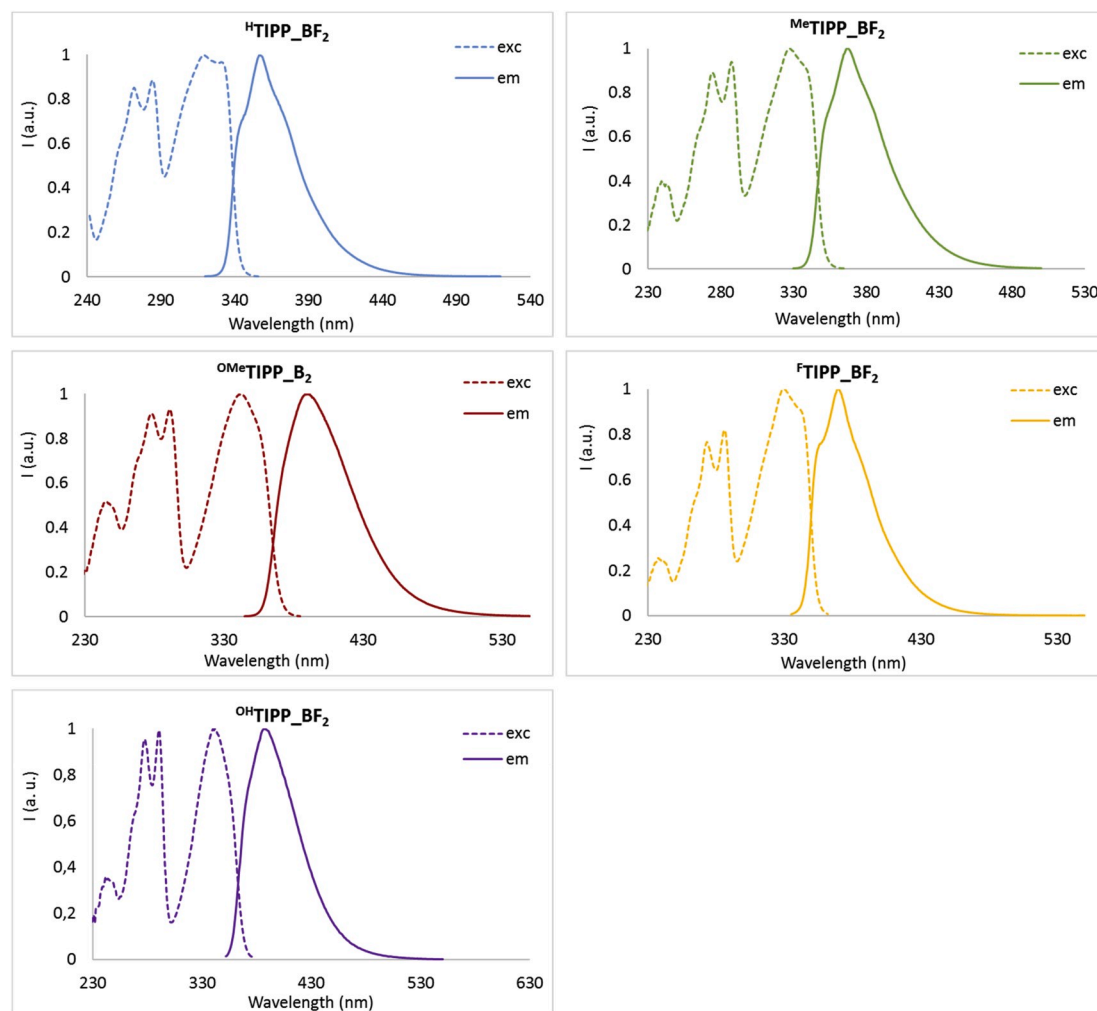 ᴴTIPP_BF₂
exc
em
I (a.u.)
1
0.8
0.6
0.4
0.2
0
240 290 340 390 440 490 540
Wavelength (nm)
ᴹᵉTIPP_BF₂
exc
em
I (a.u.)
1
0.8
0.6
0.4
0.2
0
230 280 330 380 430 480 530
Wavelength (nm)
ᴼᴹᵉTIPP_B₂
exc
em
I (a.u.)
1
0.8
0.6
0.4
0.2
0
230 330 430 530
Wavelength (nm)
ꟳTIPP_BF₂
exc
em
I (a.u.)
1
0.8
0.6
0.4
0.2
0
230 330 430 530
Wavelength (nm)
ᴼᴴTIPP_BF₂
exc
em
I (a. u.)
1
0,8
0,6
0,4
0,2
0
230 330 430 530 630
Wavelength (nm)